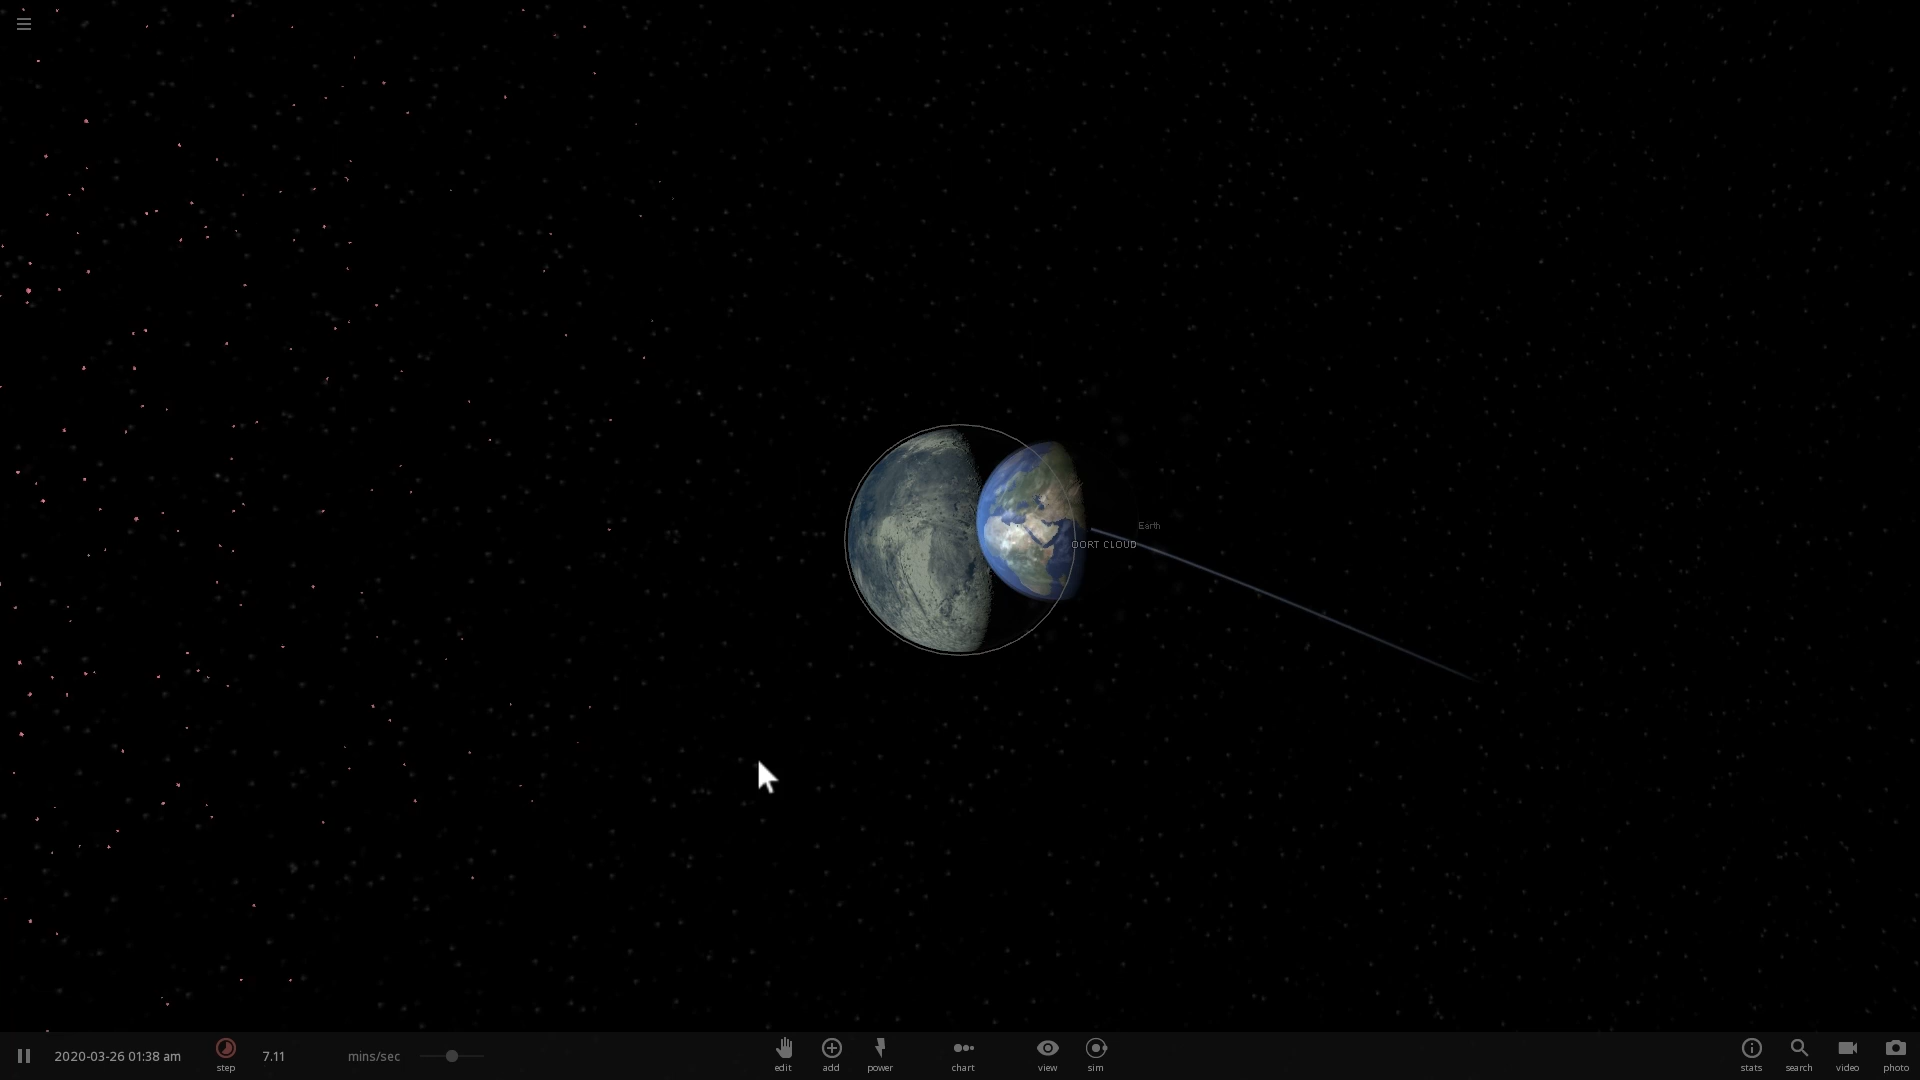 Earth
OORT CLOUD
2020-03-26 01:38 am
step
7.11
mins/sec
edit
add
power
chart
view
sim
stats
search
video
photo